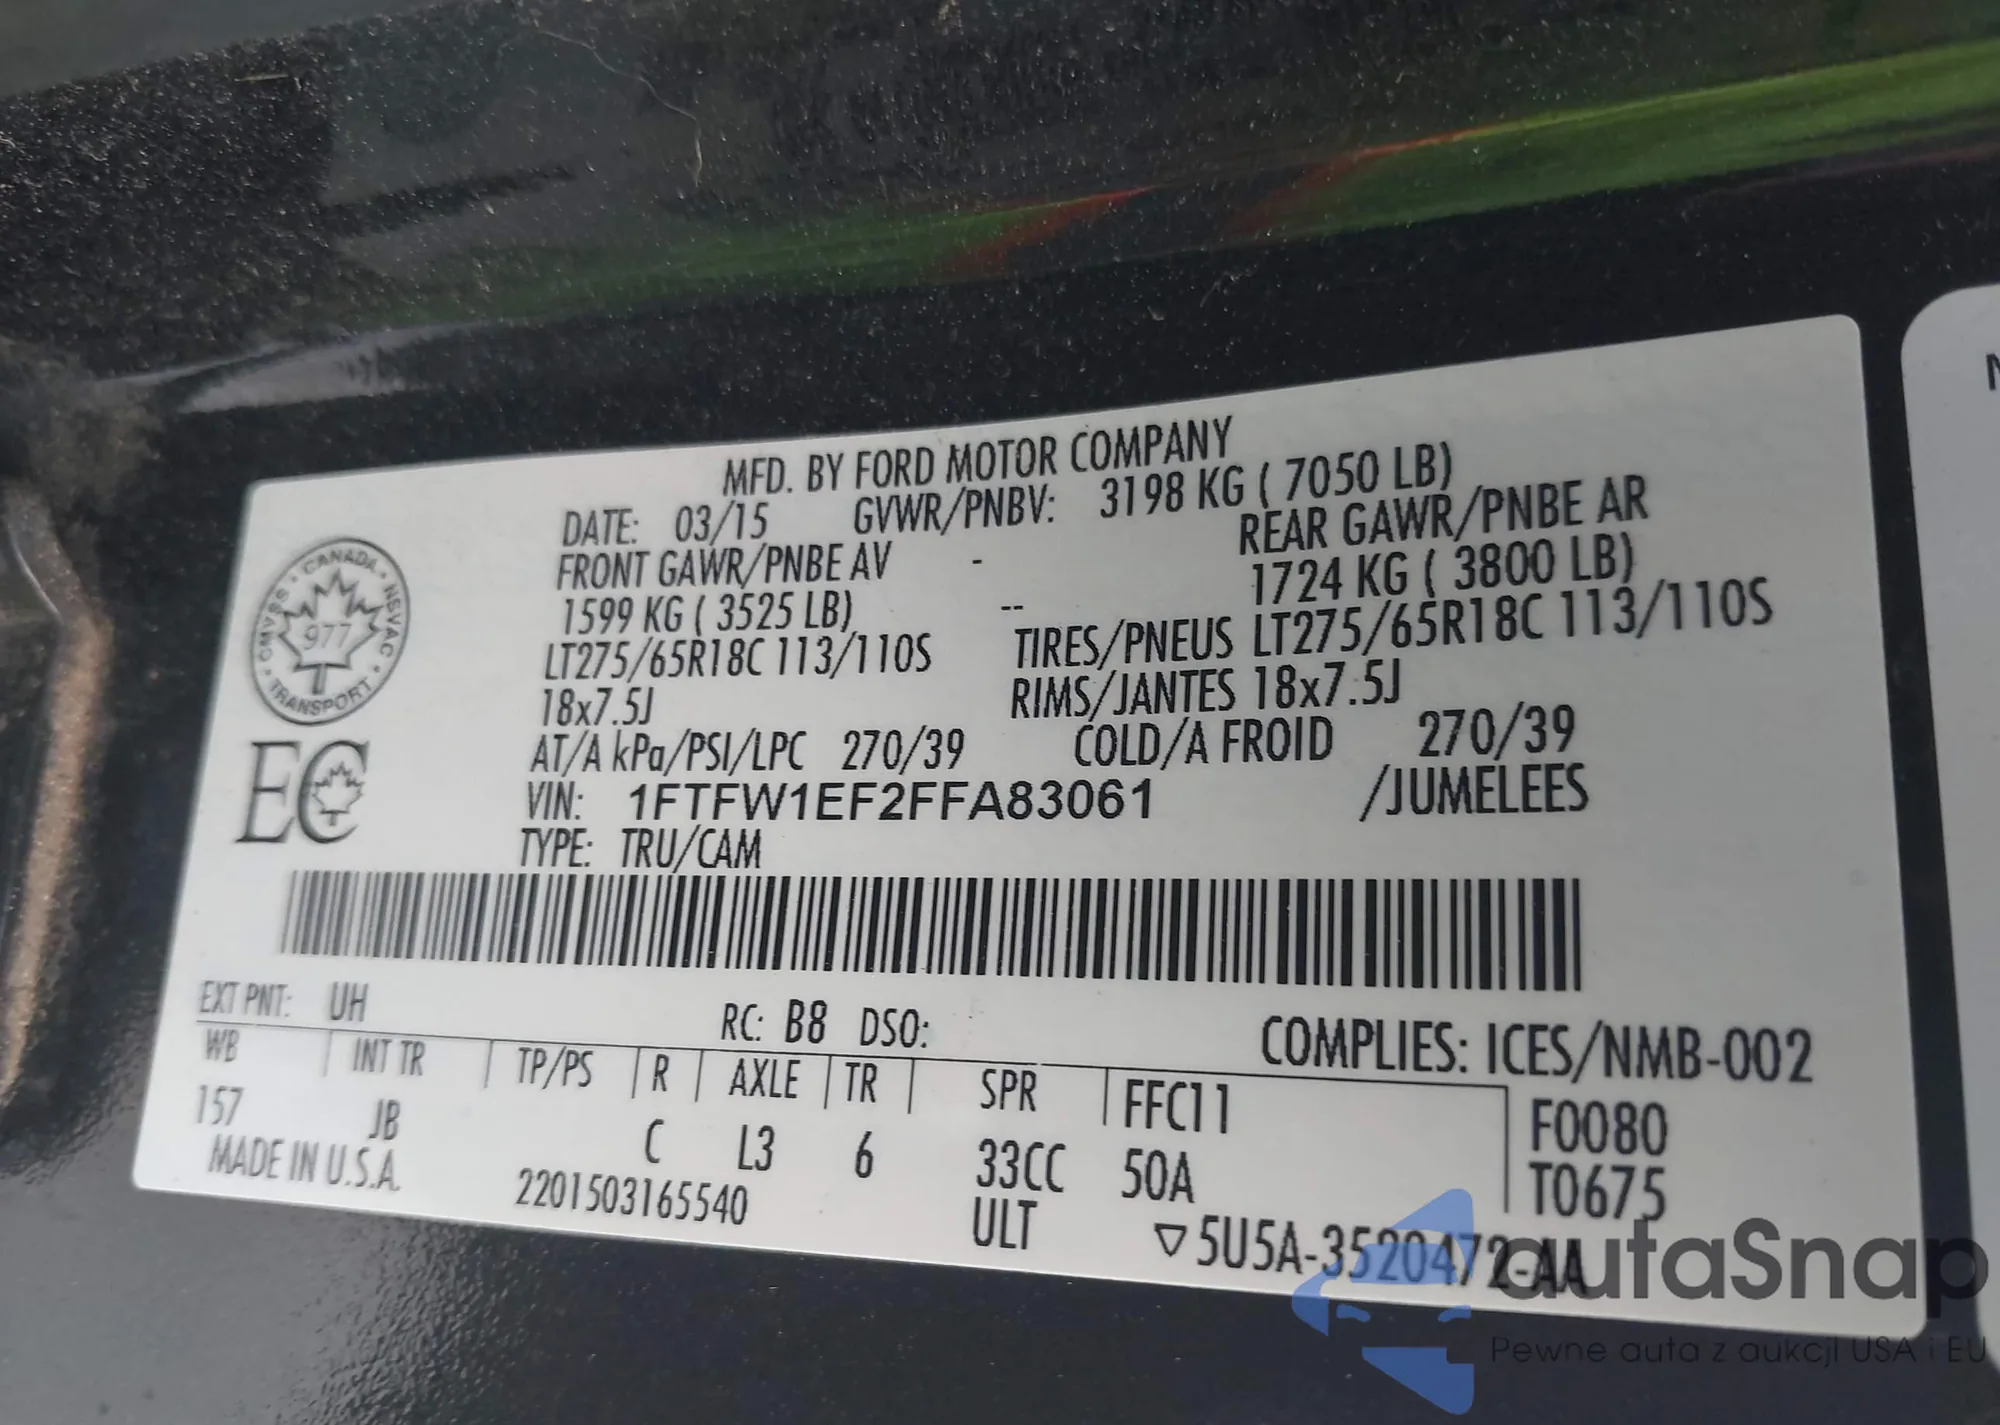 MFD. BY FORD MOTOR COMPANY
DATE: 03/15 GVWR/PNBV: 3198 KG ( 7050 LB)
FRONT GAWR/PNBE AV - REAR GAWR/PNBE AR
1599 KG ( 3525 LB) -- 1724 KG ( 3800 LB)
LT275/65R18C 113/110S TIRES/PNEUS LT275/65R18C 113/110S
18x7.5J RIMS/JANTES 18x7.5J
AT/A kPa/PSI/LPC 270/39 COLD/A FROID 270/39
VIN: 1FTFW1EF2FFA83061 /JUMELEES
TYPE: TRU/CAM
CANADA • NSVAC • TRANSPORT • CMVSS •
977
EC
EXT PNT: UH RC: B8 DSO: COMPLIES: ICES/NMB-002
WB INT TR TP/PS R AXLE TR SPR FFC11 F0080
157 JB C L3 6 33CC 50A T0675
MADE IN U.S.A. 2201503165540 ULT ▽5U5A-3520472-AA
N
autaSnap
Pewne auta z aukcji USA i EU